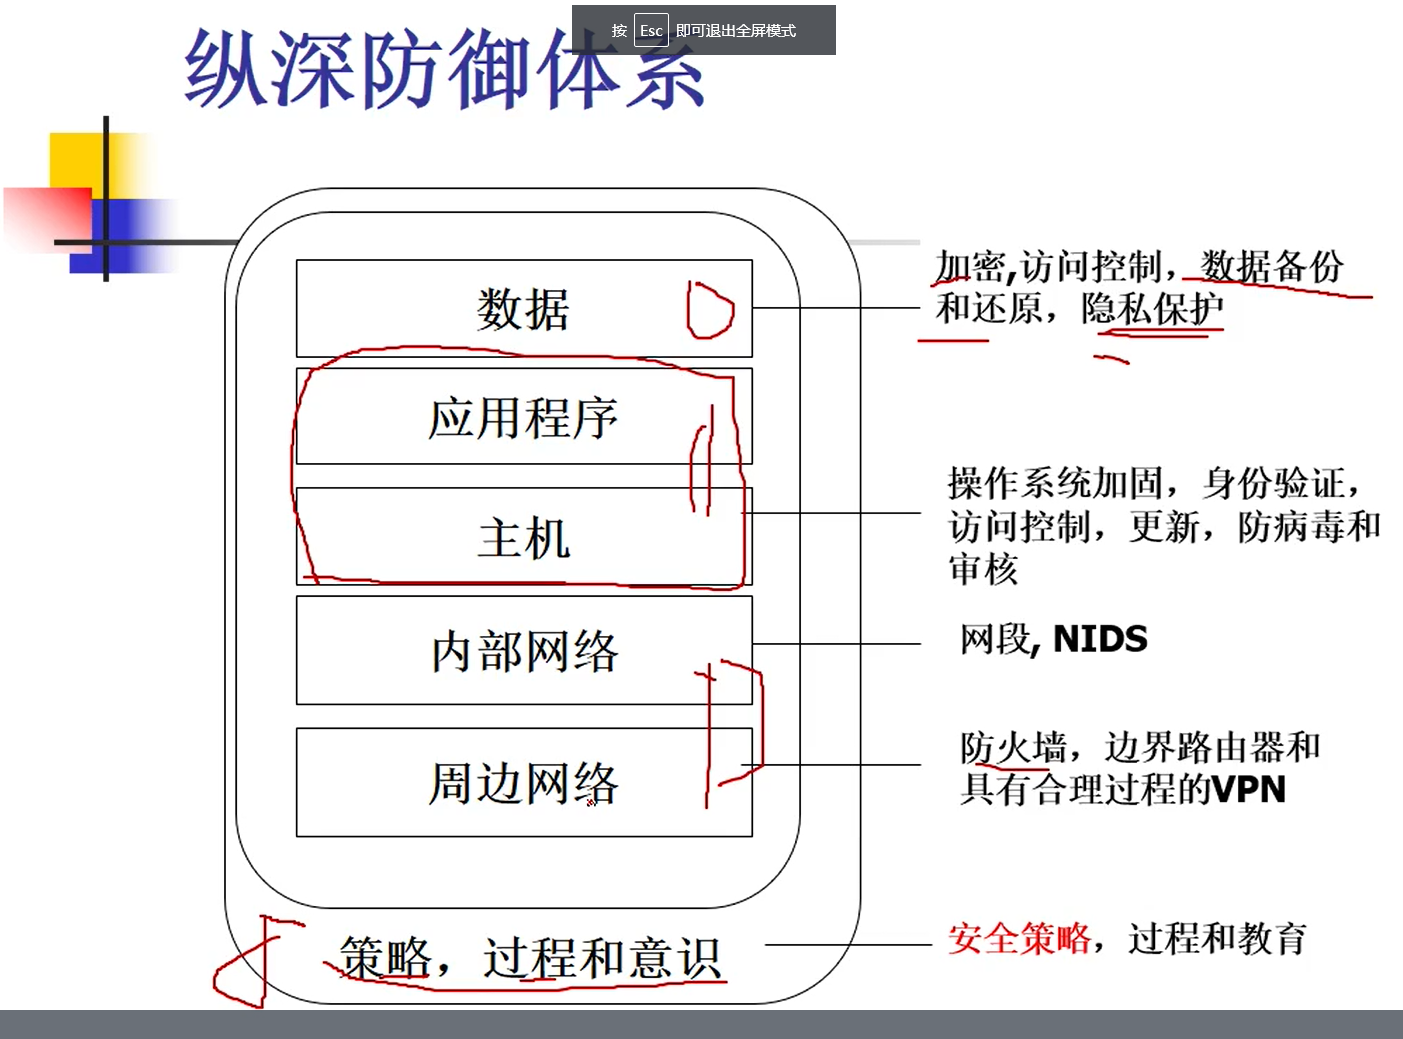 按 Esc 即可退出全屏模式
纵深防御体系
数据
加密,访问控制，数据备份
和还原，隐私保护
应用程序
主机
操作系统加固，身份验证，
访问控制，更新，防病毒和
审核
内部网络
网段, NIDS
周边网络
防火墙，边界路由器和
具有合理过程的VPN
策略，过程和意识
安全策略，过程和教育